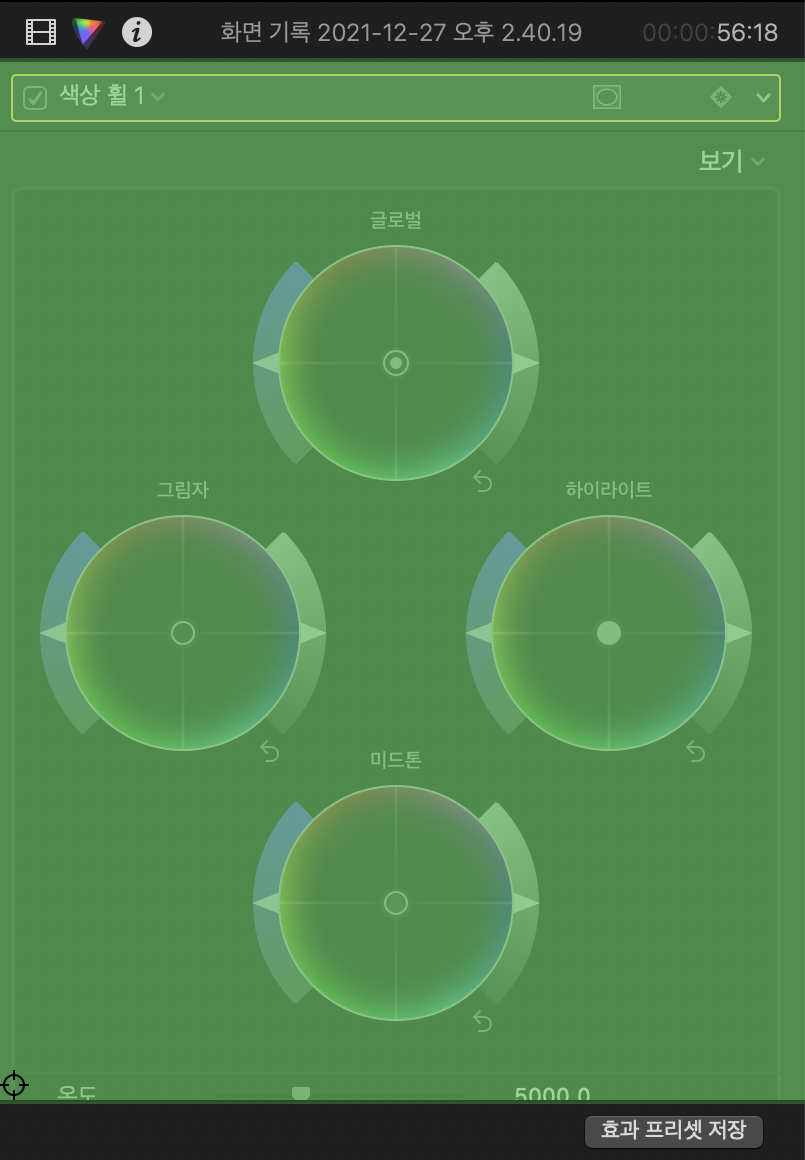 화면 기록 2021-12-27 오후 2.40.19 00:00:56:18
색상 휠 1
보기
글로벌
그림자 하이라이트
미드톤
온도 5000.0
효과 프리셋 저장